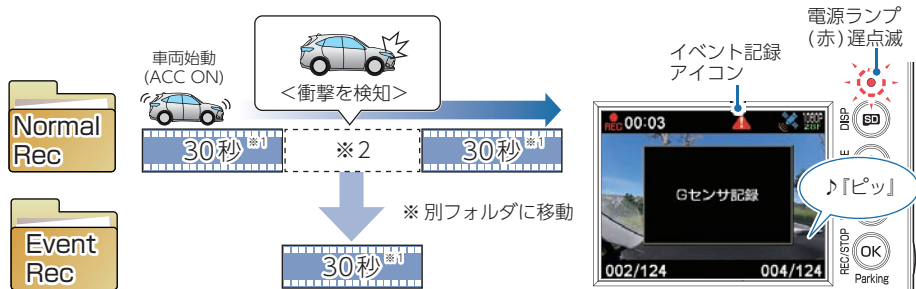 電源ランプ
(赤)遅点滅
イベント記録
アイコン
車両始動
(ACC ON)
<衝撃を検知>
Normal
Rec
30秒※1
※2
30秒※1
※別フォルダに移動
Event
Rec
30秒※1
REC 00:03
1080P
28F
Gセンサ記録
002/124
004/124
DISP
SD
♪『ピッ』
REC/STOP
OK
Parking